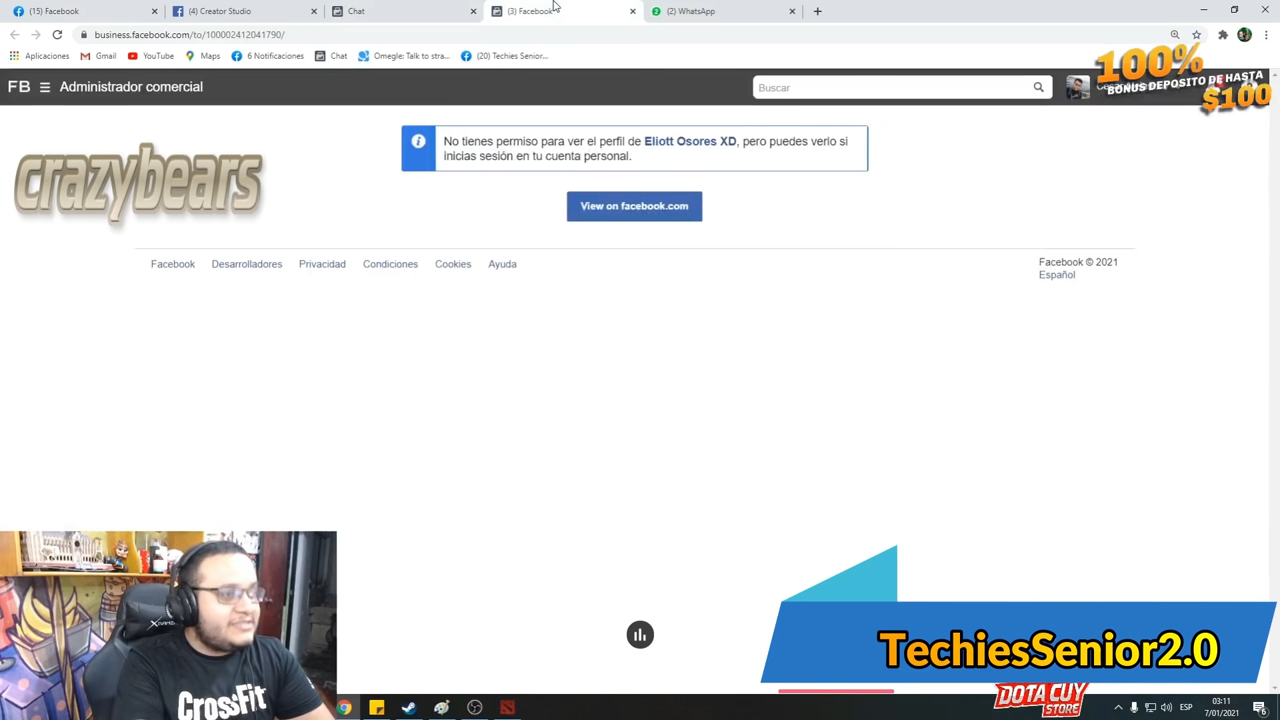 (15) Facebook
(4) Creator Studio
Chat
(3) Facebook
(2) WhatsApp
business.facebook.com/to/100002412041790/
Aplicaciones
Gmail
YouTube
Maps
6 Notificaciones
Chat
Omegle: Talk to stra...
(20) Techies Senior...
100%
BONUS DEPOSITO DE HASTA
$100
FB
Administrador comercial
Buscar
crazybears
No tienes permiso para ver el perfil de Eliott Osores XD, pero puedes verlo si
inicias sesión en tu cuenta personal.
View on facebook.com
Facebook
Desarrolladores
Privacidad
Condiciones
Cookies
Ayuda
Facebook © 2021
Español
CrossFit
TechiesSenior2.0
DOTA CUY
STORE
ESP
03:11
7/01/2021
6